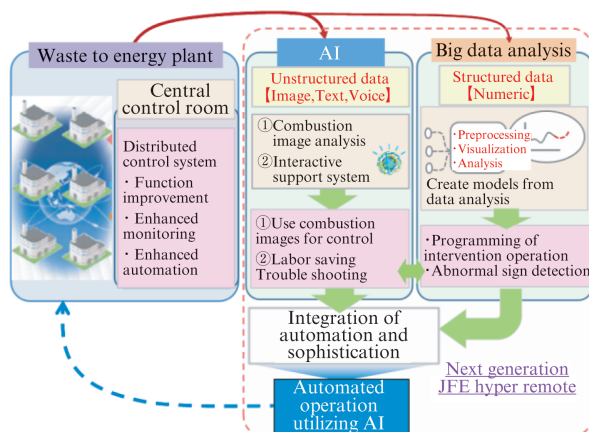 Waste to energy plant
Central
control room
Distributed
control system
・Function
improvement
・Enhanced
monitoring
・Enhanced
automation
AI
Unstructured data
【Image,Text,Voice】
①Combustion
image analysis
②Interactive
support system
①Use combustion
images for control
②Labor saving
Trouble shooting
Big data analysis
Structured data
【Numeric】
・Preprocessing
・Visualization
・Analysis
Create models from
data analysis
・Programming of
intervention operation
・Abnormal sign detection
Integration of
automation and
sophistication
Next generation
JFE hyper remote
Automated
operation
utilizing AI